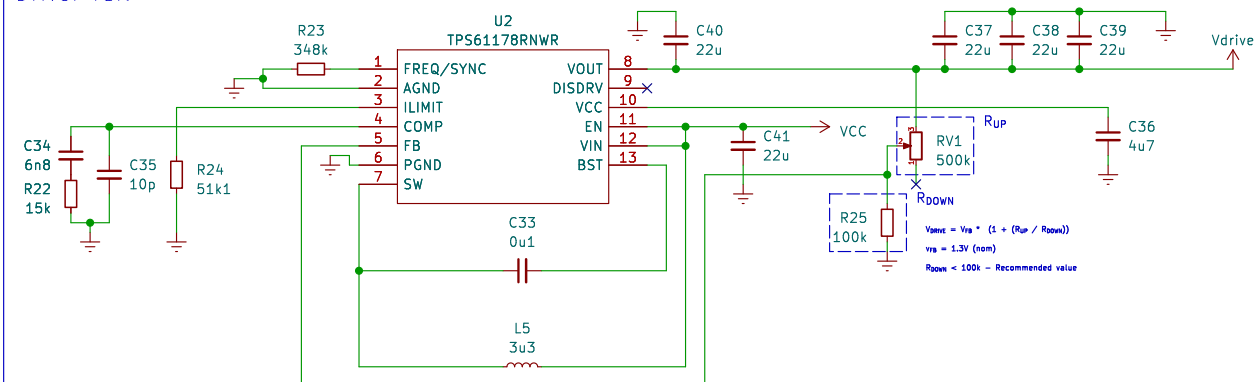 U2
TPS61178RNWR
R23
348k
1 FREQ/SYNC
2 AGND
3 ILIMIT
4 COMP
5 FB
6 PGND
7 SW
VOUT 8
DISDRV 9
VCC 10
EN 11
VIN 12
BST 13
C34
6n8
R22
15k
C35
10p
R24
51k1
C33
0u1
L5
3u3
C40
22u
C41
22u
VCC
C37
22u
C38
22u
C39
22u
Vdrive
C36
4u7
RUP
RV1
500k
3
2
1
RDOWN
R25
100k
VDRIVE = VFB * (1 + (RUP / RDOWN))
VFB = 1.3V (nom)
RDOWN < 100k - Recommended value